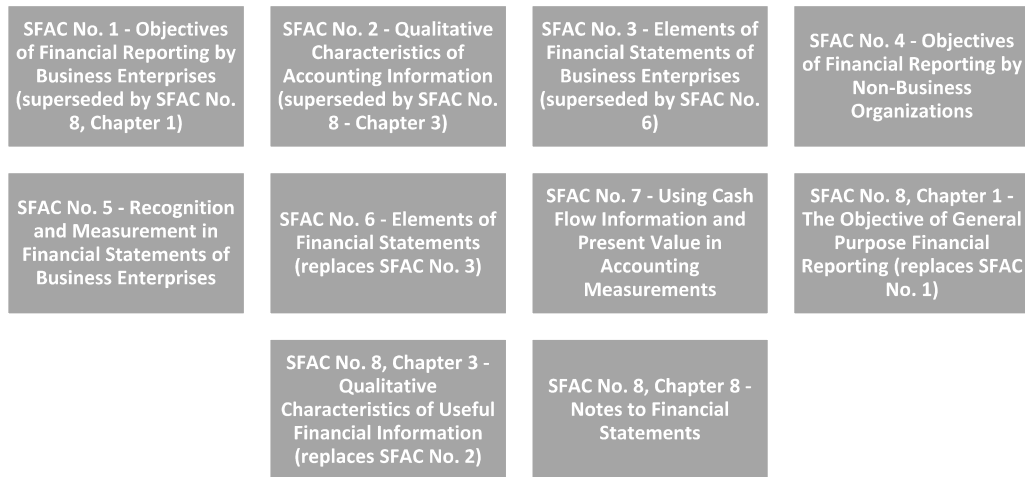 SFAC No. 1 - Objectives
of Financial Reporting by
Business Enterprises
(superseded by SFAC No.
8, Chapter 1)
SFAC No. 2 - Qualitative
Characteristics of
Accounting Information
(superseded by SFAC No.
8 - Chapter 3)
SFAC No. 3 - Elements of
Financial Statements of
Business Enterprises
(superseded by SFAC No.
6)
SFAC No. 4 - Objectives
of Financial Reporting by
Non-Business
Organizations
SFAC No. 5 - Recognition
and Measurement in
Financial Statements of
Business Enterprises
SFAC No. 6 - Elements of
Financial Statements
(replaces SFAC No. 3)
SFAC No. 7 - Using Cash
Flow Information and
Present Value in
Accounting
Measurements
SFAC No. 8, Chapter 1 -
The Objective of General
Purpose Financial
Reporting (replaces SFAC
No. 1)
SFAC No. 8, Chapter 3 -
Qualitative
Characteristics of Useful
Financial Information
(replaces SFAC No. 2)
SFAC No. 8, Chapter 8 -
Notes to Financial
Statements